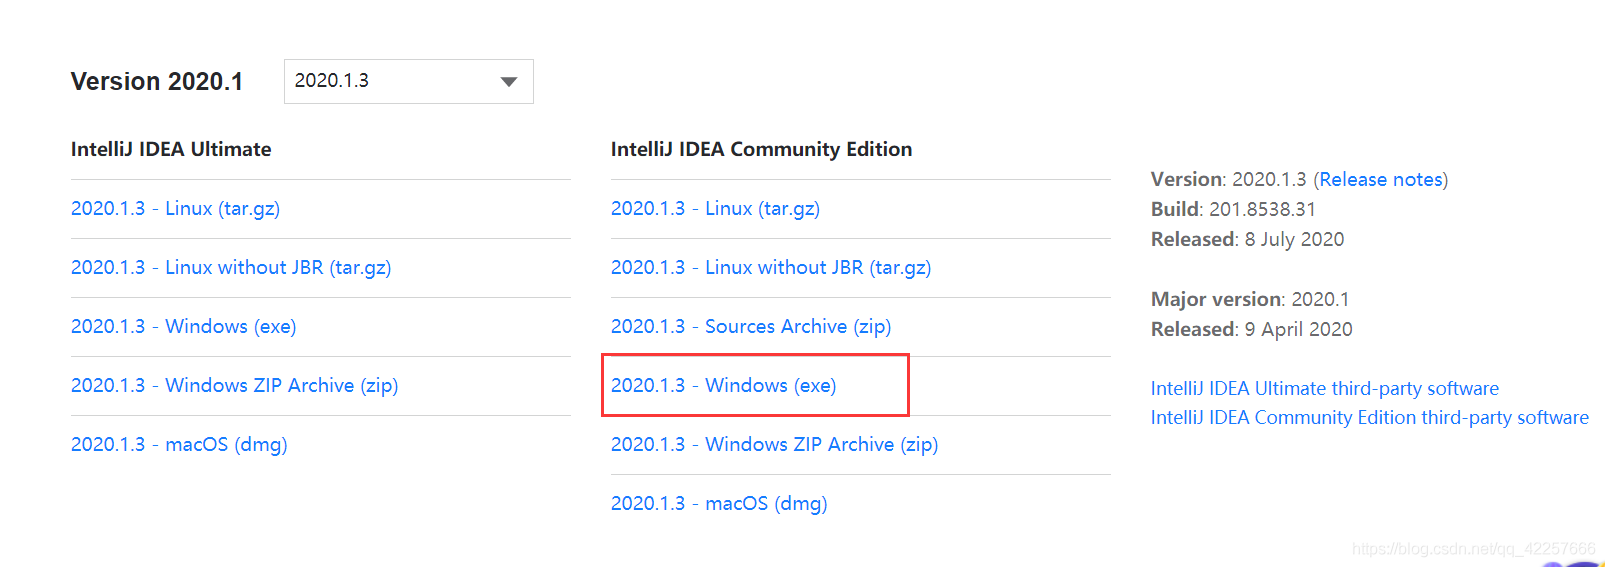 Version 2020.1
2020.1.3
IntelliJ IDEA Ultimate
2020.1.3 - Linux (tar.gz)
2020.1.3 - Linux without JBR (tar.gz)
2020.1.3 - Windows (exe)
2020.1.3 - Windows ZIP Archive (zip)
2020.1.3 - macOS (dmg)
IntelliJ IDEA Community Edition
2020.1.3 - Linux (tar.gz)
2020.1.3 - Linux without JBR (tar.gz)
2020.1.3 - Sources Archive (zip)
2020.1.3 - Windows (exe)
2020.1.3 - Windows ZIP Archive (zip)
2020.1.3 - macOS (dmg)
Version: 2020.1.3 (Release notes)
Build: 201.8538.31
Released: 8 July 2020
Major version: 2020.1
Released: 9 April 2020
IntelliJ IDEA Ultimate third-party software
IntelliJ IDEA Community Edition third-party software
https://blog.csdn.net/qq_42257666